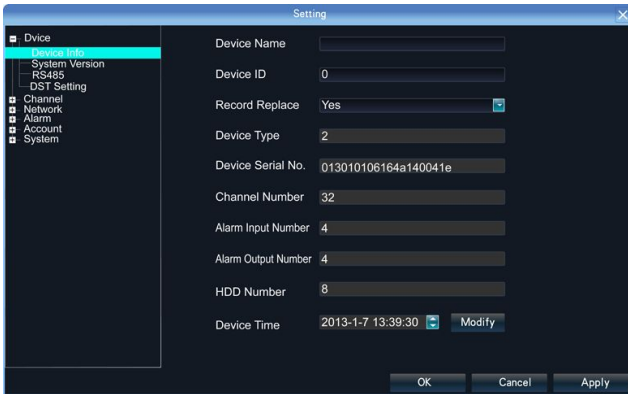 Setting
Dvice
Device Info
System Version
RS485
DST Setting
Channel
Network
Alarm
Account
System
Device Name
Device ID 0
Record Replace Yes
Device Type 2
Device Serial No. 013010106164a140041e
Channel Number 32
Alarm Input Number 4
Alarm Output Number 4
HDD Number 8
Device Time 2013-1-7 13:39:30 Modify
OK Cancel Apply